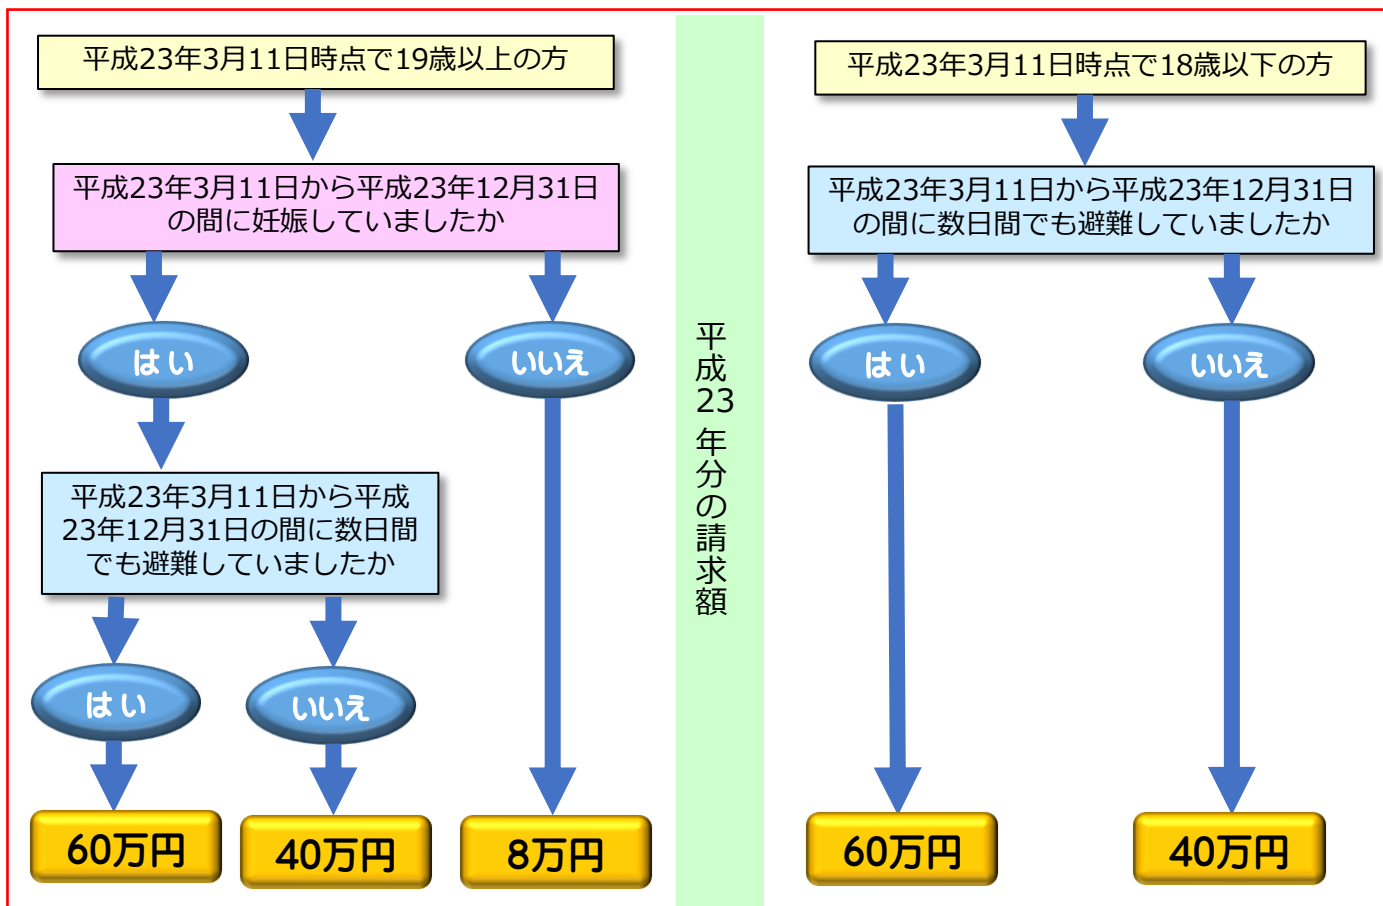 平成23年3月11日時点で19歳以上の方
平成23年3月11日から平成23年12月31日
の間に妊娠していましたか
はい
いいえ
平成23年3月11日から平成
23年12月31日の間に数日間
でも避難していましたか
はい
いいえ
60万円
40万円
8万円
平成23年分の請求額
平成23年3月11日時点で18歳以下の方
平成23年3月11日から平成23年12月31日
の間に数日間でも避難していましたか
はい
いいえ
60万円
40万円